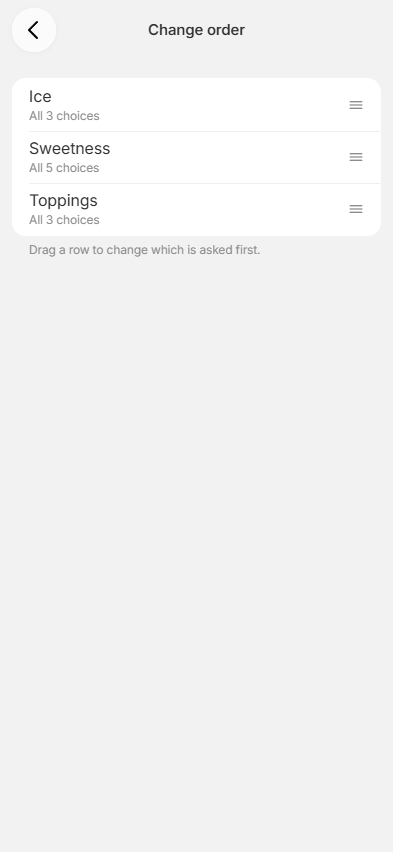 Change order
Ice
All 3 choices
Sweetness
All 5 choices
Toppings
All 3 choices
Drag a row to change which is asked first.